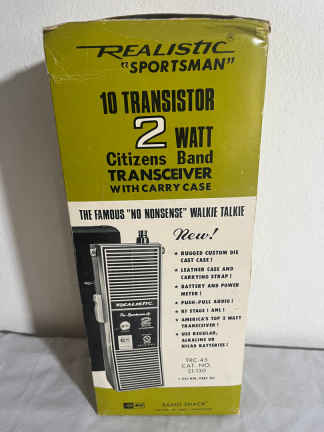 REALISTIC®
"SPORTSMAN"
10 TRANSISTOR
2 WATT
Citizens Band
TRANSCEIVER
WITH CARRY CASE
THE FAMOUS "NO NONSENSE" WALKIE TALKIE
New!
REALISTIC
• RUGGED CUSTOM DIE
CAST CASE!
• LEATHER CASE AND
CARRYING STRAP!
• BATTERY AND POWER
METER!
• PUSH-PULL AUDIO!
• RF STAGE! ANL!
• AMERICA'S TOP 2 WATT
TRANSCEIVER!
• USE REGULAR,
ALKALINE OR
NICAD BATTERIES!
TRC-45
CAT. NO.
RADIO SHACK